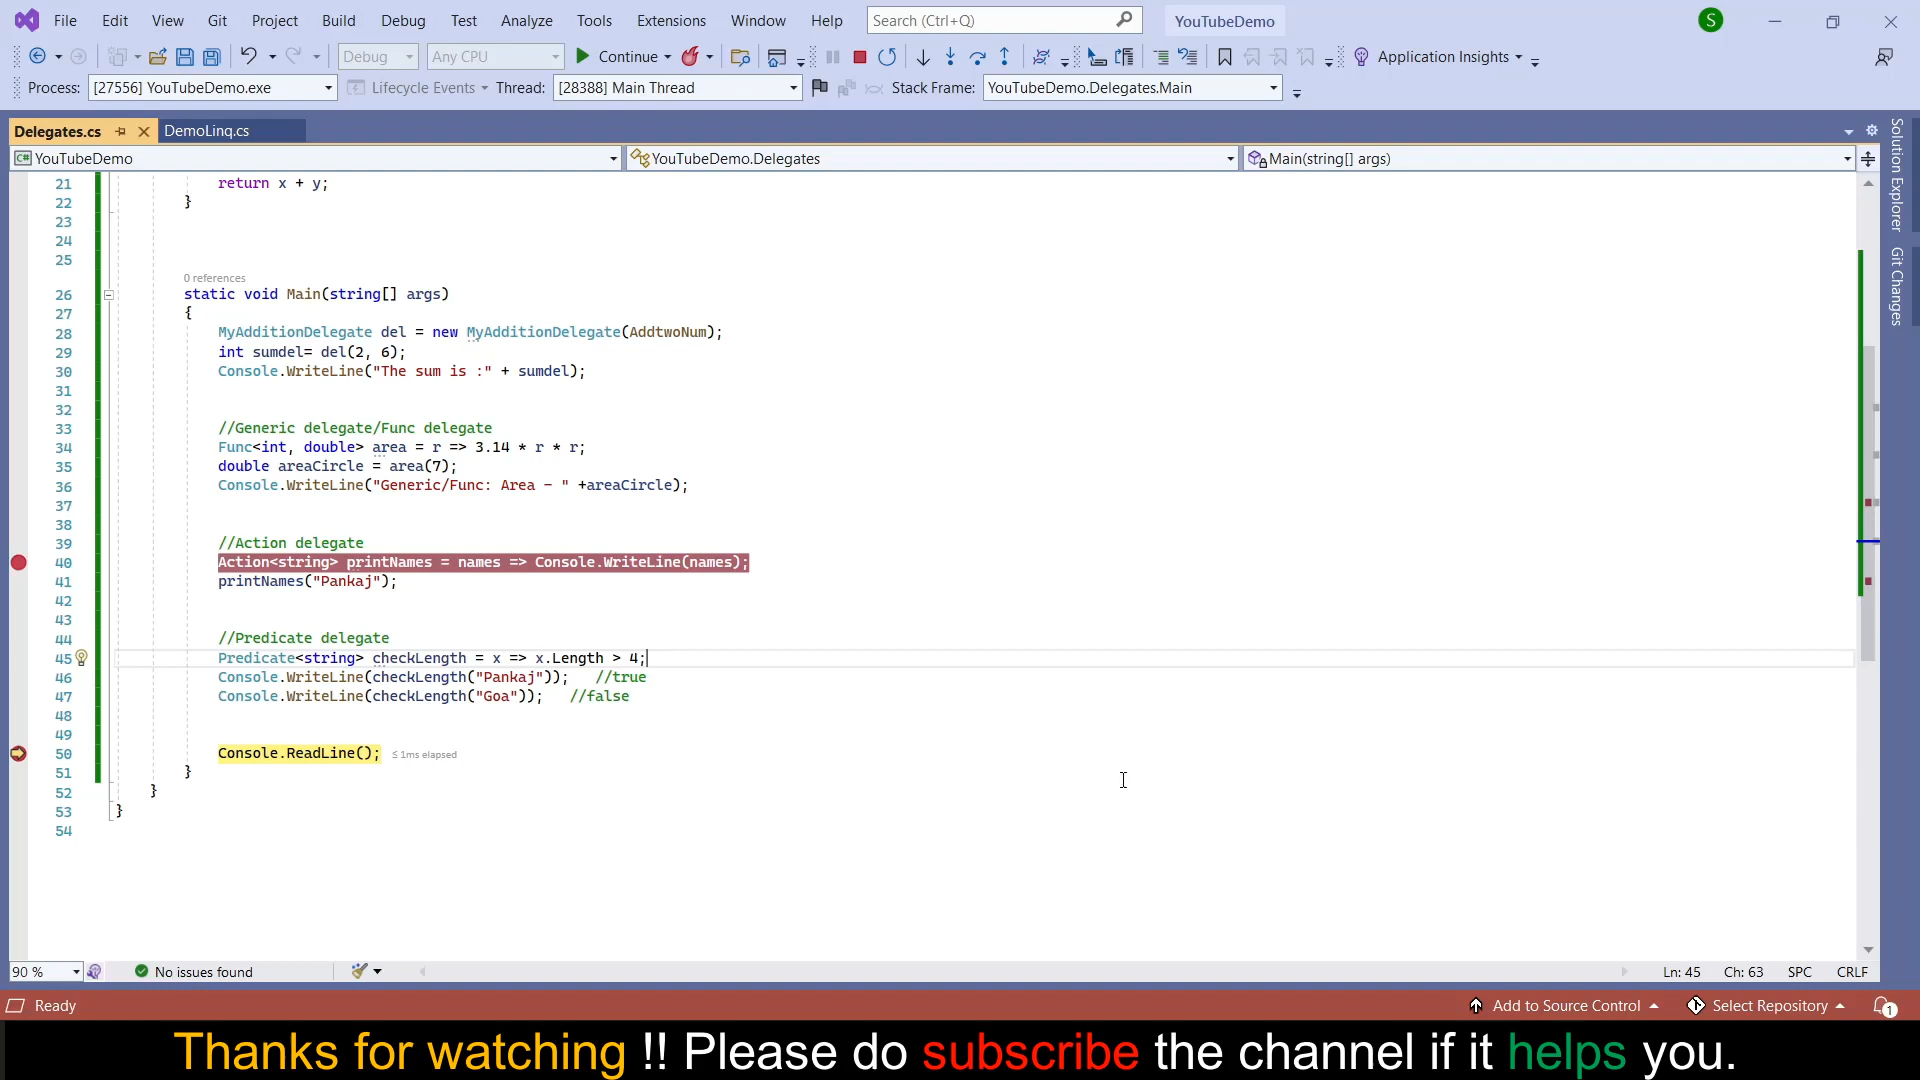 File Edit View Git Project Build Debug Test Analyze Tools Extensions Window Help Search (Ctrl+Q) YouTubeDemo S
Debug Any CPU Continue Application Insights
Process: [27556] YouTubeDemo.exe Lifecycle Events Thread: [28388] Main Thread Stack Frame: YouTubeDemo.Delegates.Main
Delegates.cs DemoLinq.cs
C# YouTubeDemo YouTubeDemo.Delegates Main(string[] args)
Solution Explorer
Git Changes
21 return x + y;
22 }
23
24
25
0 references
26 static void Main(string[] args)
27 {
28 MyAdditionDelegate del = new MyAdditionDelegate(AddtwoNum);
29 int sumdel= del(2, 6);
30 Console.WriteLine("The sum is :" + sumdel);
31
32
33 //Generic delegate/Func delegate
34 Func<int, double> area = r => 3.14 * r * r;
35 double areaCircle = area(7);
36 Console.WriteLine("Generic/Func: Area - " +areaCircle);
37
38
39 //Action delegate
40 Action<string> printNames = names => Console.WriteLine(names);
41 printNames("Pankaj");
42
43
44 //Predicate delegate
45 Predicate<string> checkLength = x => x.Length > 4;
46 Console.WriteLine(checkLength("Pankaj")); //true
47 Console.WriteLine(checkLength("Goa")); //false
48
49
50 Console.ReadLine(); ≤ 1ms elapsed
51 }
52 }
53 }
54
90 % No issues found Ln: 45 Ch: 63 SPC CRLF
Ready Add to Source Control Select Repository 1
Thanks for watching !! Please do subscribe the channel if it helps you.